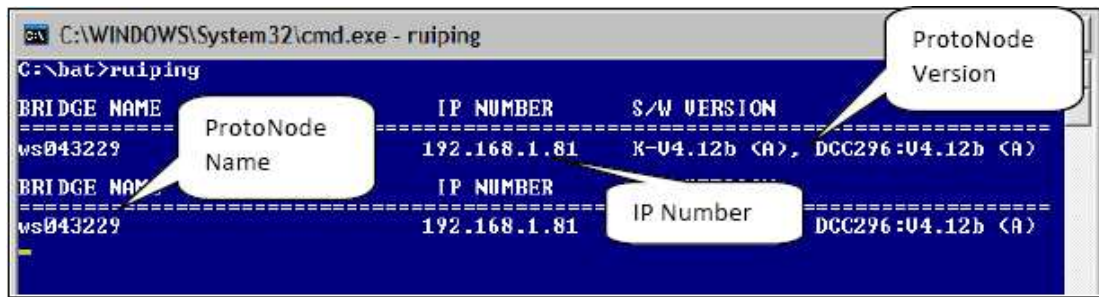 C:\WINDOWS\System32\cmd.exe - ruiping
C:\bat>ruiping
BRIDGE NAME IP NUMBER S/W VERSION
ws043229 192.168.1.81 K-V4.12b (A), DCC296:V4.12b (A)
BRIDGE NAME IP NUMBER
ws043229 192.168.1.81 DCC296:V4.12b (A)
ProtoNode
Name
ProtoNode
Version
IP Number